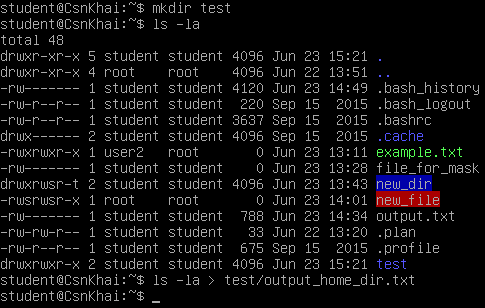 student@CsnKhai:~$ mkdir test
student@CsnKhai:~$ ls -la
total 48
drwxr-xr-x 5 student student 4096 Jun 23 15:21 .
drwxr-xr-x 4 root    root    4096 Jun 22 13:51 ..
-rw------- 1 student student 4120 Jun 23 14:49 .bash_history
-rw-r--r-- 1 student student  220 Sep 15  2015 .bash_logout
-rw-r--r-- 1 student student 3637 Sep 15  2015 .bashrc
drwx------ 2 student student 4096 Sep 15  2015 .cache
-rwxrwxr-x 1 user2   root       0 Jun 23 13:11 example.txt
-rw------- 1 student student    0 Jun 23 13:28 file_for_mask
drwxrwsr-t 2 student student 4096 Jun 23 13:43 new_dir
-rwsrwsr-x 1 root    root       0 Jun 23 14:01 new_file
-rw------- 1 student student  788 Jun 23 14:34 output.txt
-rw-rw-r-- 1 student student   33 Jun 22 13:20 .plan
-rw-r--r-- 1 student student  675 Sep 15  2015 .profile
drwxrwxr-x 2 student student 4096 Jun 23 15:21 test
student@CsnKhai:~$ ls -la > test/output_home_dir.txt
student@CsnKhai:~$ _